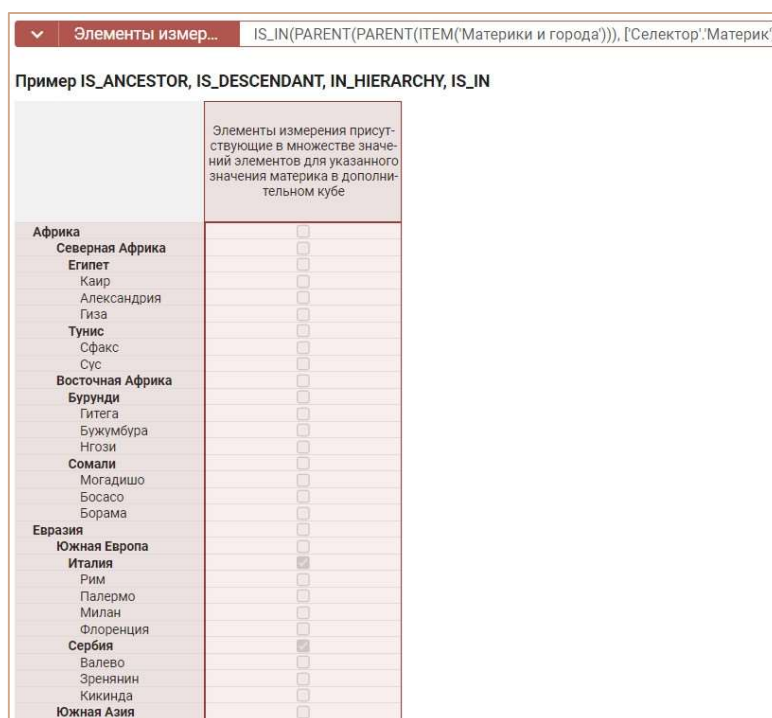 Элементы измер... IS_IN(PARENT(PARENT(ITEM('Материки и города'))), ['Селектор'.'Материк'
Пример IS_ANCESTOR, IS_DESCENDANT, IN_HIERARCHY, IS_IN
Элементы измерения присут-
ствующие в множестве значе-
ний элементов для указанного
значения материка в дополни-
тельном кубе
Африка
Северная Африка
Египет
Каир
Александрия
Гиза
Тунис
Сфакс
Сус
Восточная Африка
Бурунди
Гитега
Бужумбура
Нгози
Сомали
Могадишо
Босасо
Борама
Евразия
Южная Европа
Италия
Рим
Палермо
Милан
Флоренция
Сербия
Валево
Зренянин
Кикинда
Южная Азия